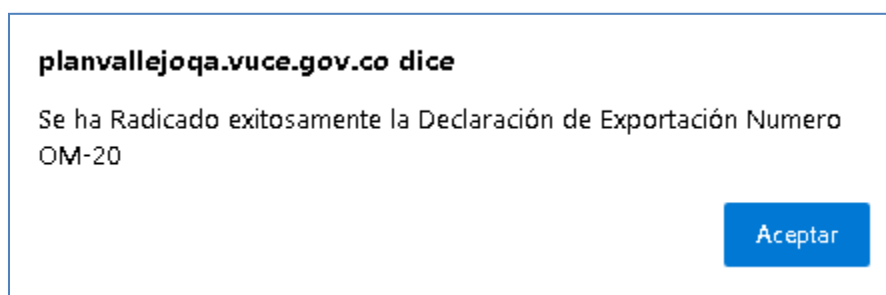 planvallejoqa.vuce.gov.co dice
Se ha Radicado exitosamente la Declaración de Exportación Numero
OM-20
Aceptar